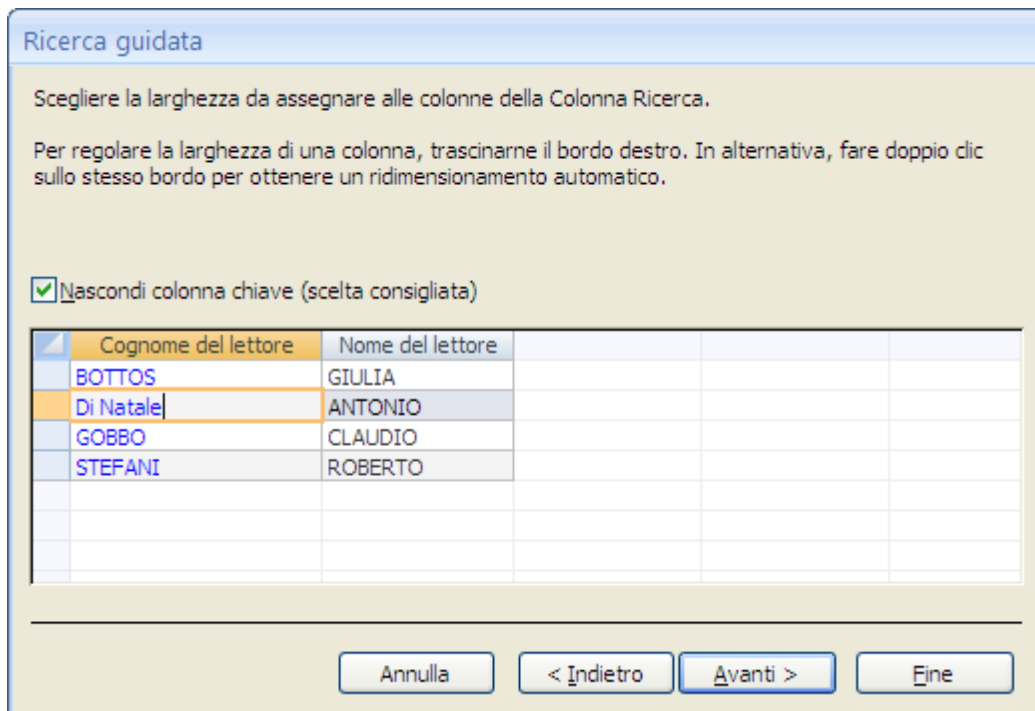 Ricerca guidata
Scegliere la larghezza da assegnare alle colonne della Colonna Ricerca.
Per regolare la larghezza di una colonna, trascinarne il bordo destro. In alternativa, fare doppio clic
sullo stesso bordo per ottenere un ridimensionamento automatico.
Nascondi colonna chiave (scelta consigliata)
Cognome del lettore Nome del lettore
BOTTOS GIULIA
Di Natale ANTONIO
GOBBO CLAUDIO
STEFANI ROBERTO
Annulla < Indietro Avanti > Fine